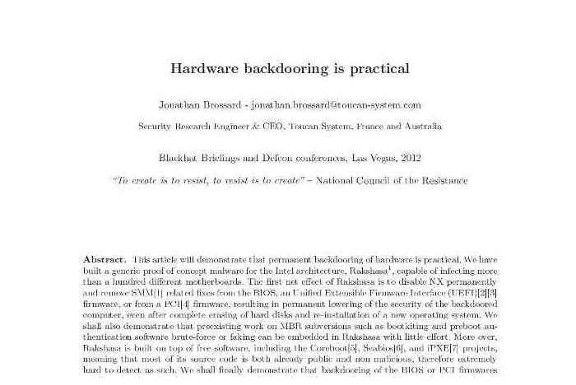 Hardware backdooring is practical
Jonathan Brossard - jonathan.brossard@toucan-system.com
Security Research Engineer & CEO, Toucan System, France and Australia
Blackhat Briefings and Defcon conferences, Las Vegas, 2012
“To create is to resist, to resist is to create” – National Council of the Resistance
Abstract. This article will demonstrate that permanent backdooring of hardware is practical. We have
built a generic proof of concept malware for the Intel architecture, Rakshasa¹, capable of infecting more
than a hundred different motherboards. The first net effect of Rakshasa is to disable NX permanently
and remove SMM[1] related fixes from the BIOS, an Unified Extensible Firmware Interface (UEFI)[2][3]
firmware, or from a PCI[4] firmware, resulting in permanent lowering of the security of the backdoored
computer, even after complete erasing of hard disks and re-installation of a new operating system. We
shall also demonstrate that preexisting work on MBR subversions such as bootkiting and preboot au-
thentication software brute-force or faking can be embedded in Rakshasa with little effort. More over,
Rakshasa is built on top of free software, including the Coreboot[5], Seabios[6], and iPXE[7] projects,
meaning that most of its source code is both already public and non malicious, therefore extremely
hard to detect as such. We shall finally demonstrate that backdooring of the BIOS or PCI firmwares